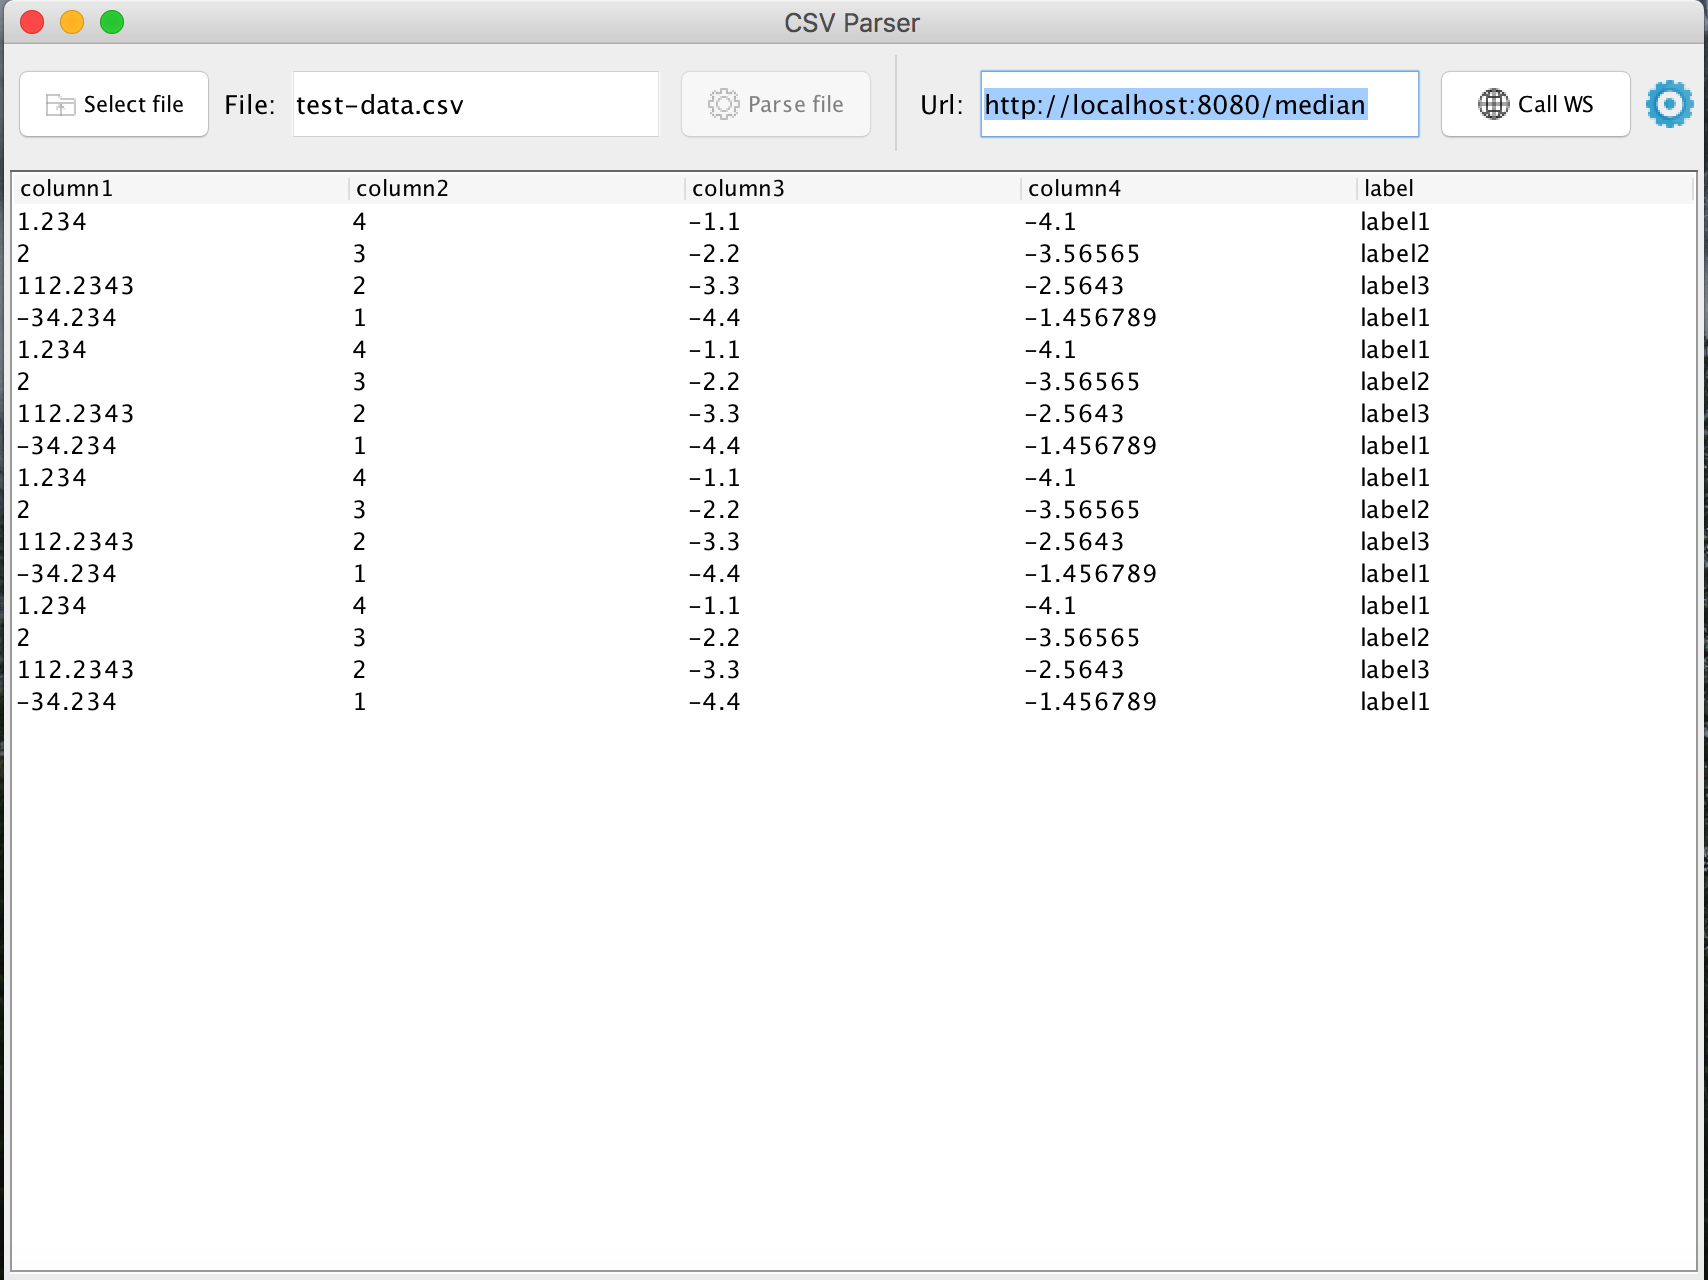 CSV Parser
Select file File: test-data.csv Parse file Url: http://localhost:8080/median Call WS
column1 column2 column3 column4 label
1.234 4 -1.1 -4.1 label1
2 3 -2.2 -3.56565 label2
112.2343 2 -3.3 -2.5643 label3
-34.234 1 -4.4 -1.456789 label1
1.234 4 -1.1 -4.1 label1
2 3 -2.2 -3.56565 label2
112.2343 2 -3.3 -2.5643 label3
-34.234 1 -4.4 -1.456789 label1
1.234 4 -1.1 -4.1 label1
2 3 -2.2 -3.56565 label2
112.2343 2 -3.3 -2.5643 label3
-34.234 1 -4.4 -1.456789 label1
1.234 4 -1.1 -4.1 label1
2 3 -2.2 -3.56565 label2
112.2343 2 -3.3 -2.5643 label3
-34.234 1 -4.4 -1.456789 label1